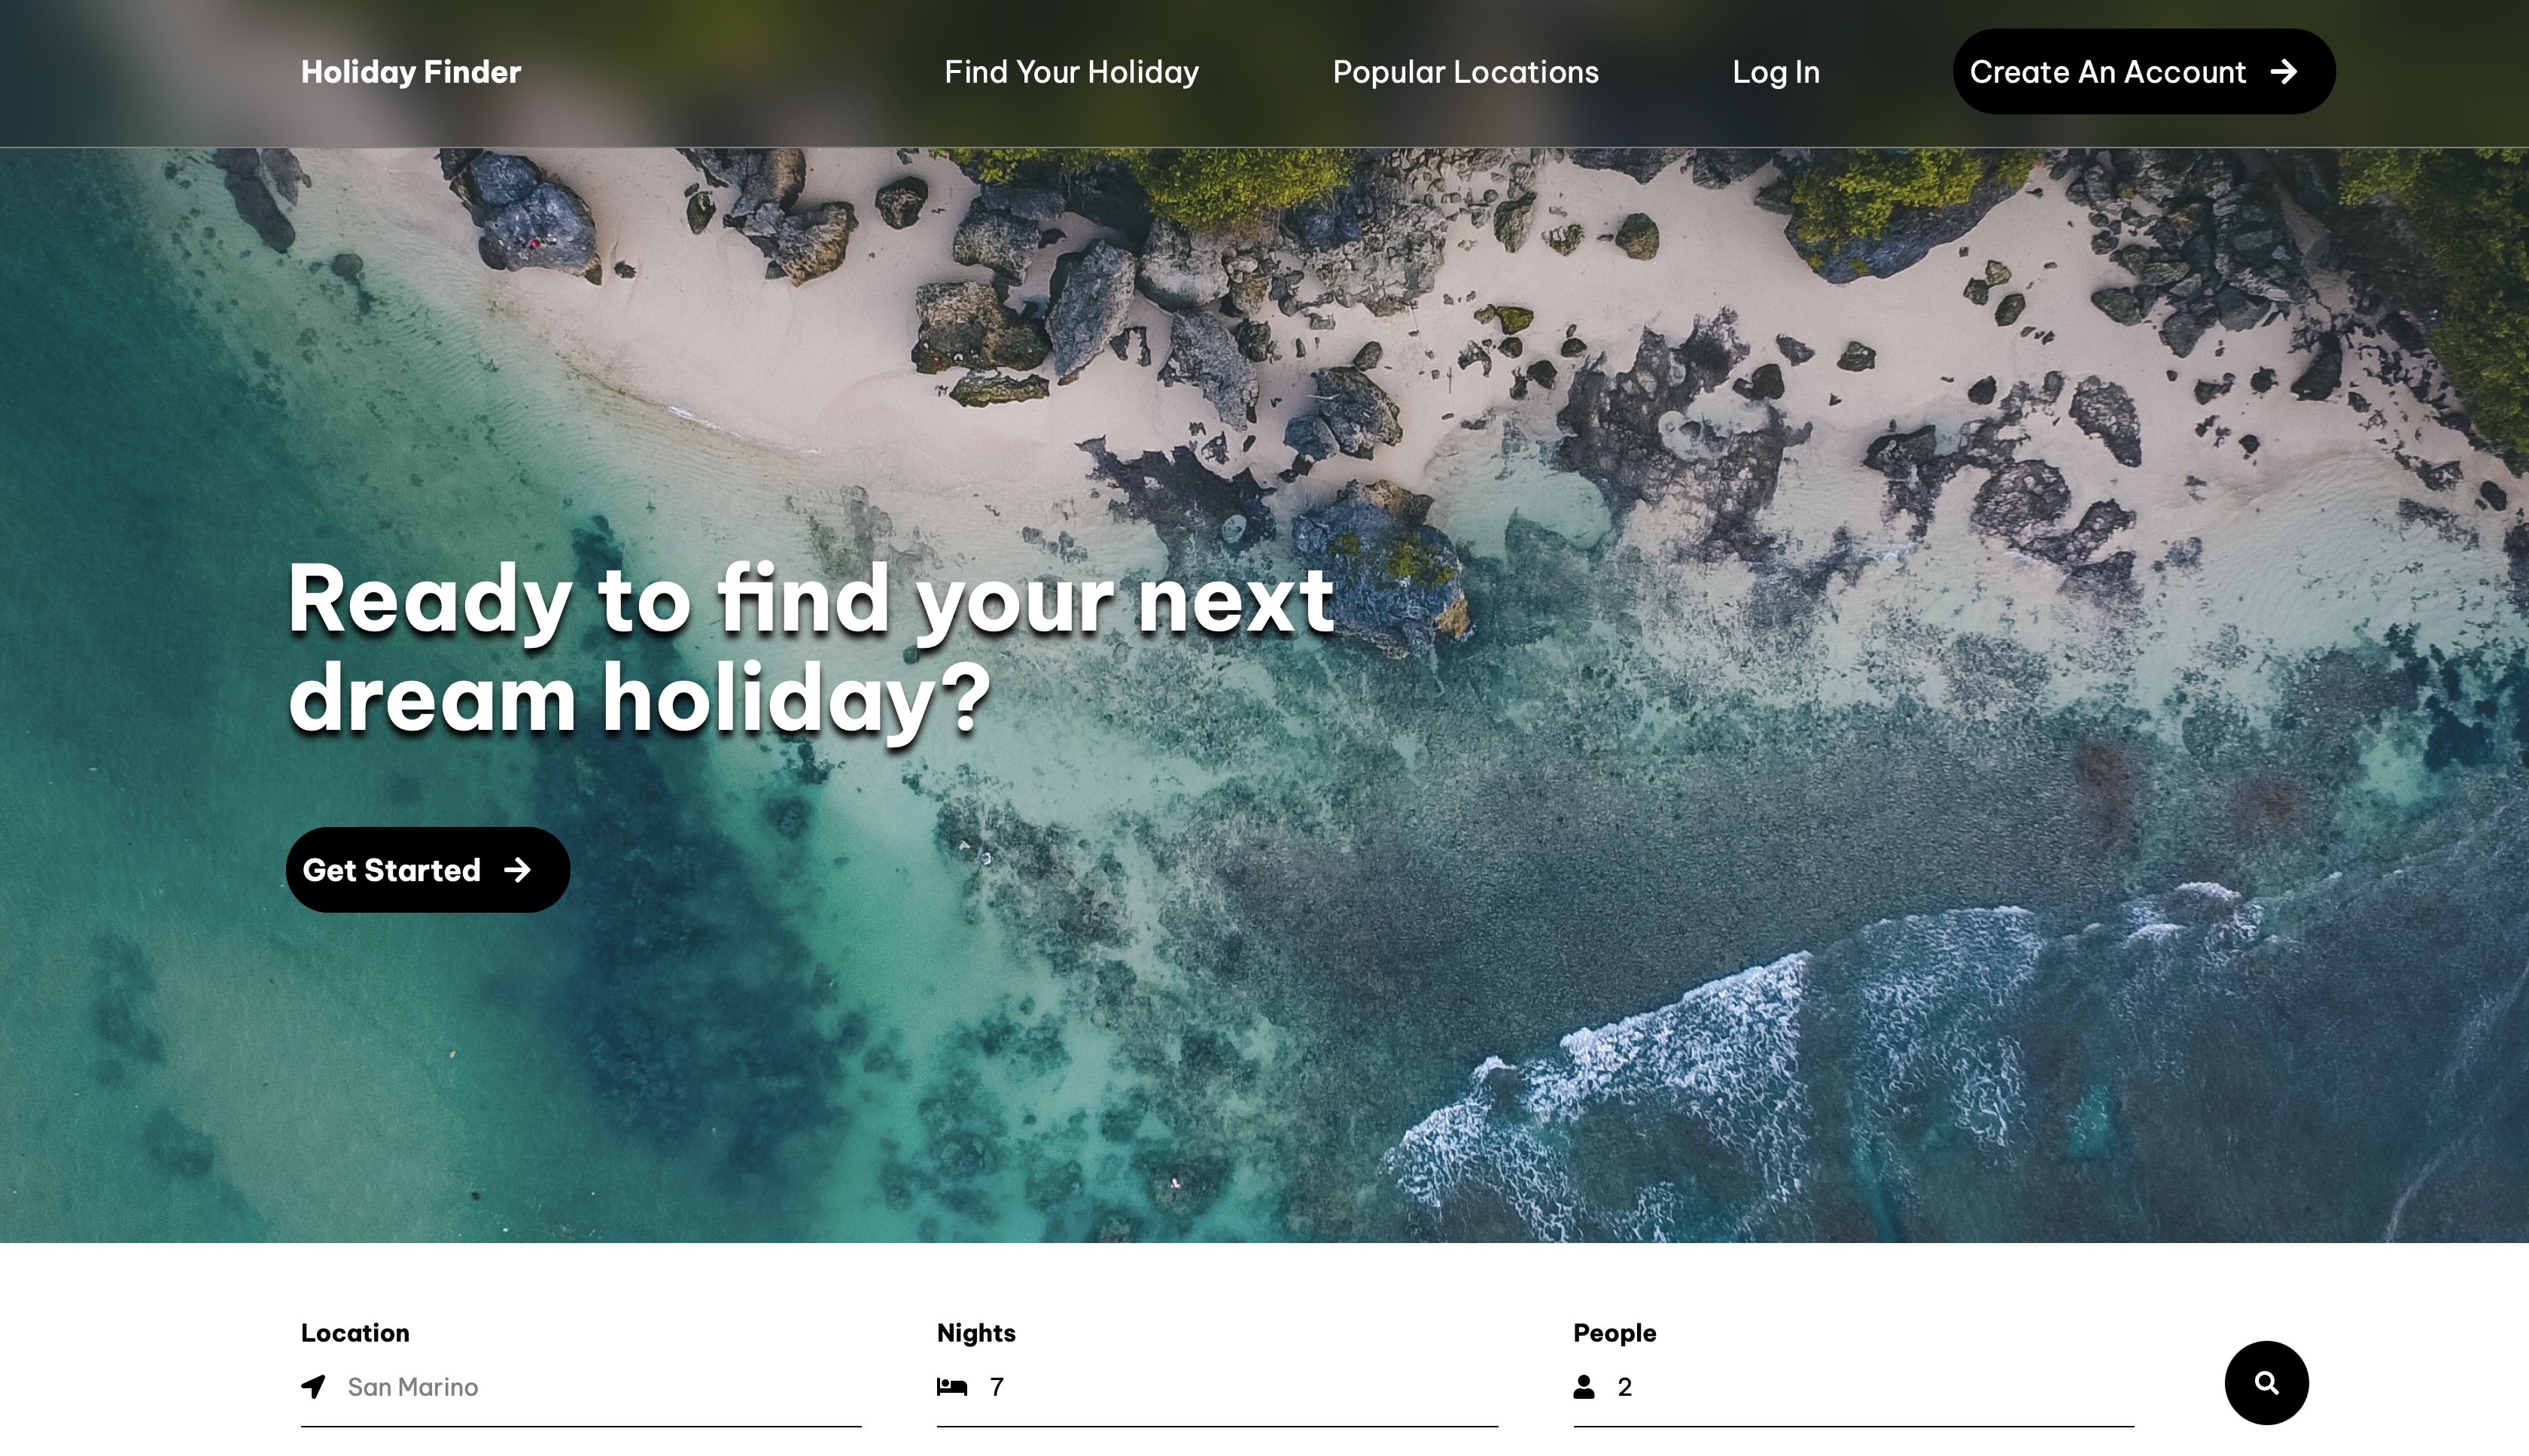 Holiday Finder
Find Your Holiday
Popular Locations
Log In
Create An Account
Ready to find your next
dream holiday?
Get Started
Location
San Marino
Nights
7
People
2